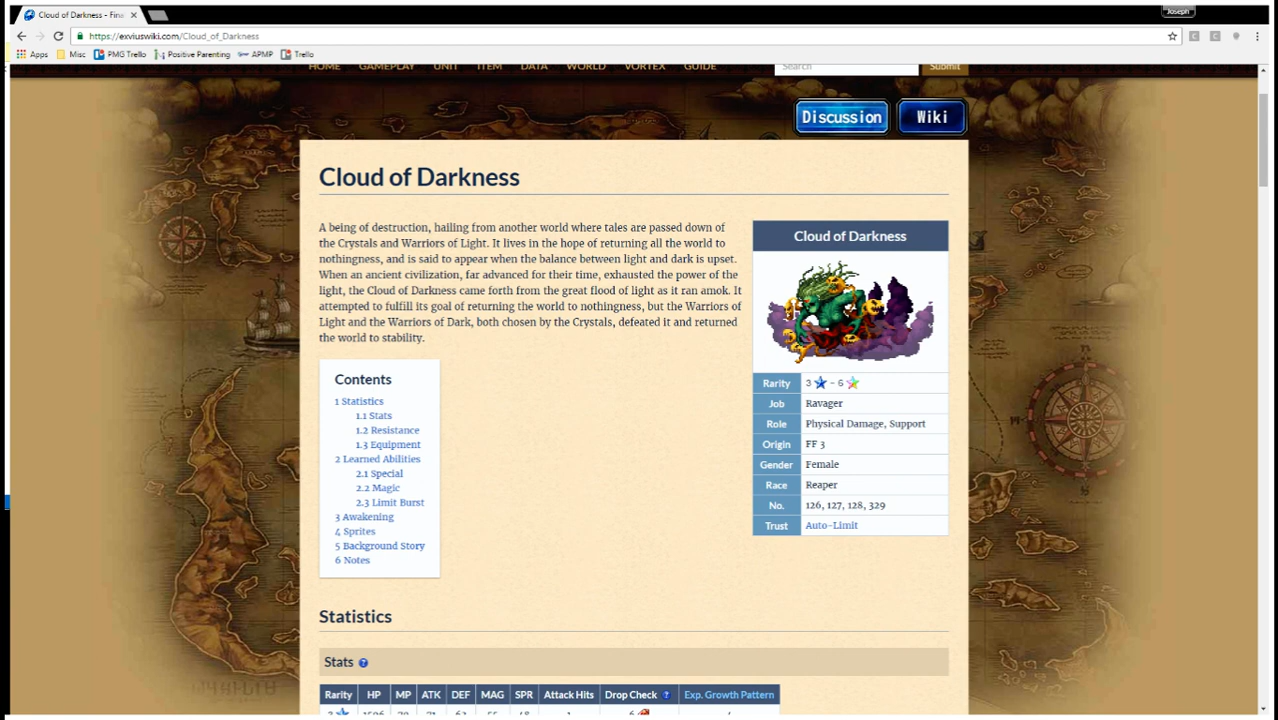 Cloud of Darkness - Fina
Joseph
https://exviuswiki.com/Cloud_of_Darkness
Apps Misc PMG Trello Positive Parenting APMP Trello
HOME GAMEPLAY UNIT ITEM DATA WORLD VORTEX GUIDE Search Submit
Discussion Wiki
Cloud of Darkness
A being of destruction, hailing from another world where tales are passed down of
the Crystals and Warriors of Light. It lives in the hope of returning all the world to
nothingness, and is said to appear when the balance between light and dark is upset.
When an ancient civilization, far advanced for their time, exhausted the power of the
light, the Cloud of Darkness came forth from the great flood of light as it ran amok. It
attempted to fulfill its goal of returning the world to nothingness, but the Warriors of
Light and the Warriors of Dark, both chosen by the Crystals, defeated it and returned
the world to stability.
Cloud of Darkness
Rarity 3 - 6
Job Ravager
Role Physical Damage, Support
Origin FF 3
Gender Female
Race Reaper
No. 126, 127, 128, 329
Trust Auto-Limit
Contents
1 Statistics
1.1 Stats
1.2 Resistance
1.3 Equipment
2 Learned Abilities
2.1 Special
2.2 Magic
2.3 Limit Burst
3 Awakening
4 Sprites
5 Background Story
6 Notes
Statistics
Stats ?
Rarity HP MP ATK DEF MAG SPR Attack Hits Drop Check ? Exp. Growth Pattern